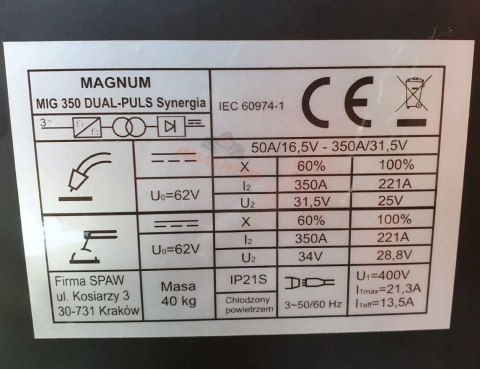 MAGNUM
MIG 350 DUAL-PULS Synergia
IEC 60974-1
CE
3~
f₁
f₂
50A/16,5V - 350A/31,5V
X 60% 100%
U₀=62V
I₂ 350A 221A
U₂ 31,5V 25V
X 60% 100%
U₀=62V
I₂ 350A 221A
U₂ 34V 28,8V
Firma SPAW
ul. Kosiarzy 3
30-731 Kraków
Masa
40 kg
IP21S
Chłodzony
powietrzem
3~50/60 Hz
U₁=400V
I₁max=21,3A
I₁eff=13,5A